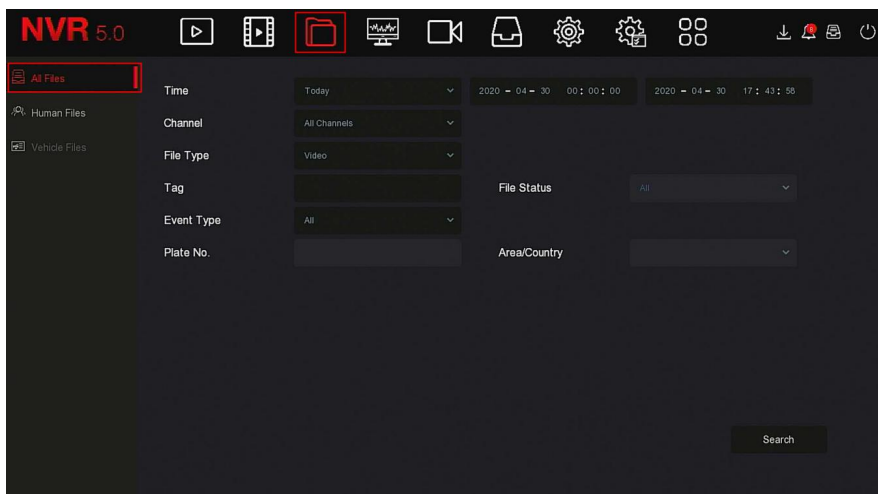 NVR 5.0
All Files
Human Files
Vehicle Files
Time Today 2020 - 04 - 30 00 : 00 : 00 2020 - 04 - 30 17 : 43 : 58
Channel All Channels
File Type Video
Tag File Status All
Event Type All
Plate No. Area/Country
Search